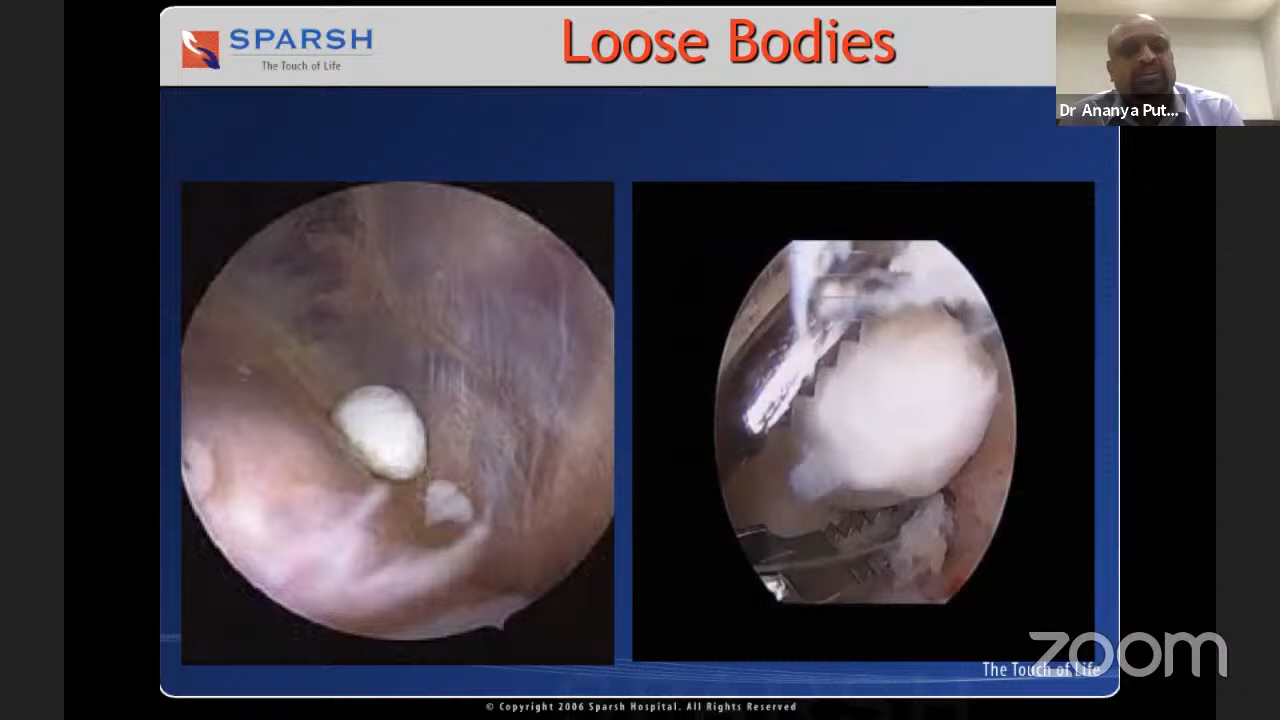 SPARSH
The Touch of Life
Loose Bodies
Dr Ananya Put...
The Touch of Life
zoom
© Copyright 2006 Sparsh Hospital. All Rights Reserved